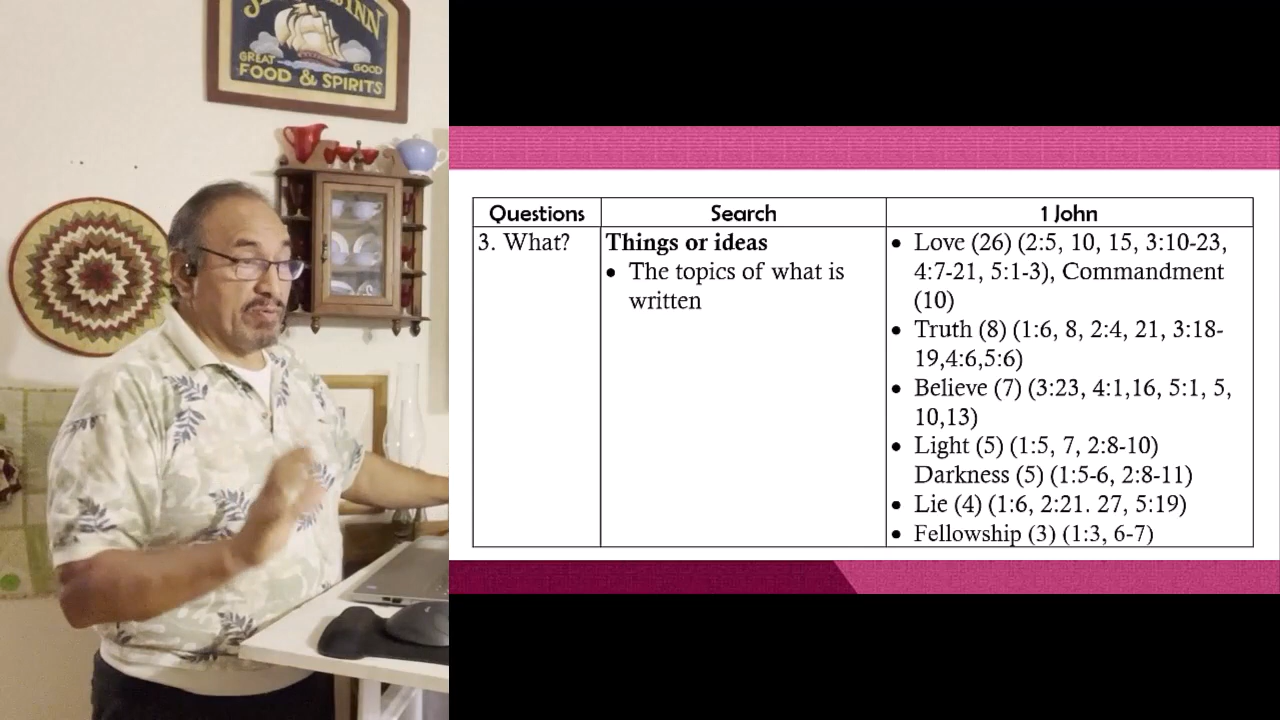 INN
GREAT GOOD
FOOD & SPIRITS
Questions Search 1 John
3. What? Things or ideas
• The topics of what is
written
• Love (26) (2:5, 10, 15, 3:10-23,
4:7-21, 5:1-3), Commandment
(10)
• Truth (8) (1:6, 8, 2:4, 21, 3:18-
19,4:6,5:6)
• Believe (7) (3:23, 4:1,16, 5:1, 5,
10,13)
• Light (5) (1:5, 7, 2:8-10)
Darkness (5) (1:5-6, 2:8-11)
• Lie (4) (1:6, 2:21. 27, 5:19)
• Fellowship (3) (1:3, 6-7)